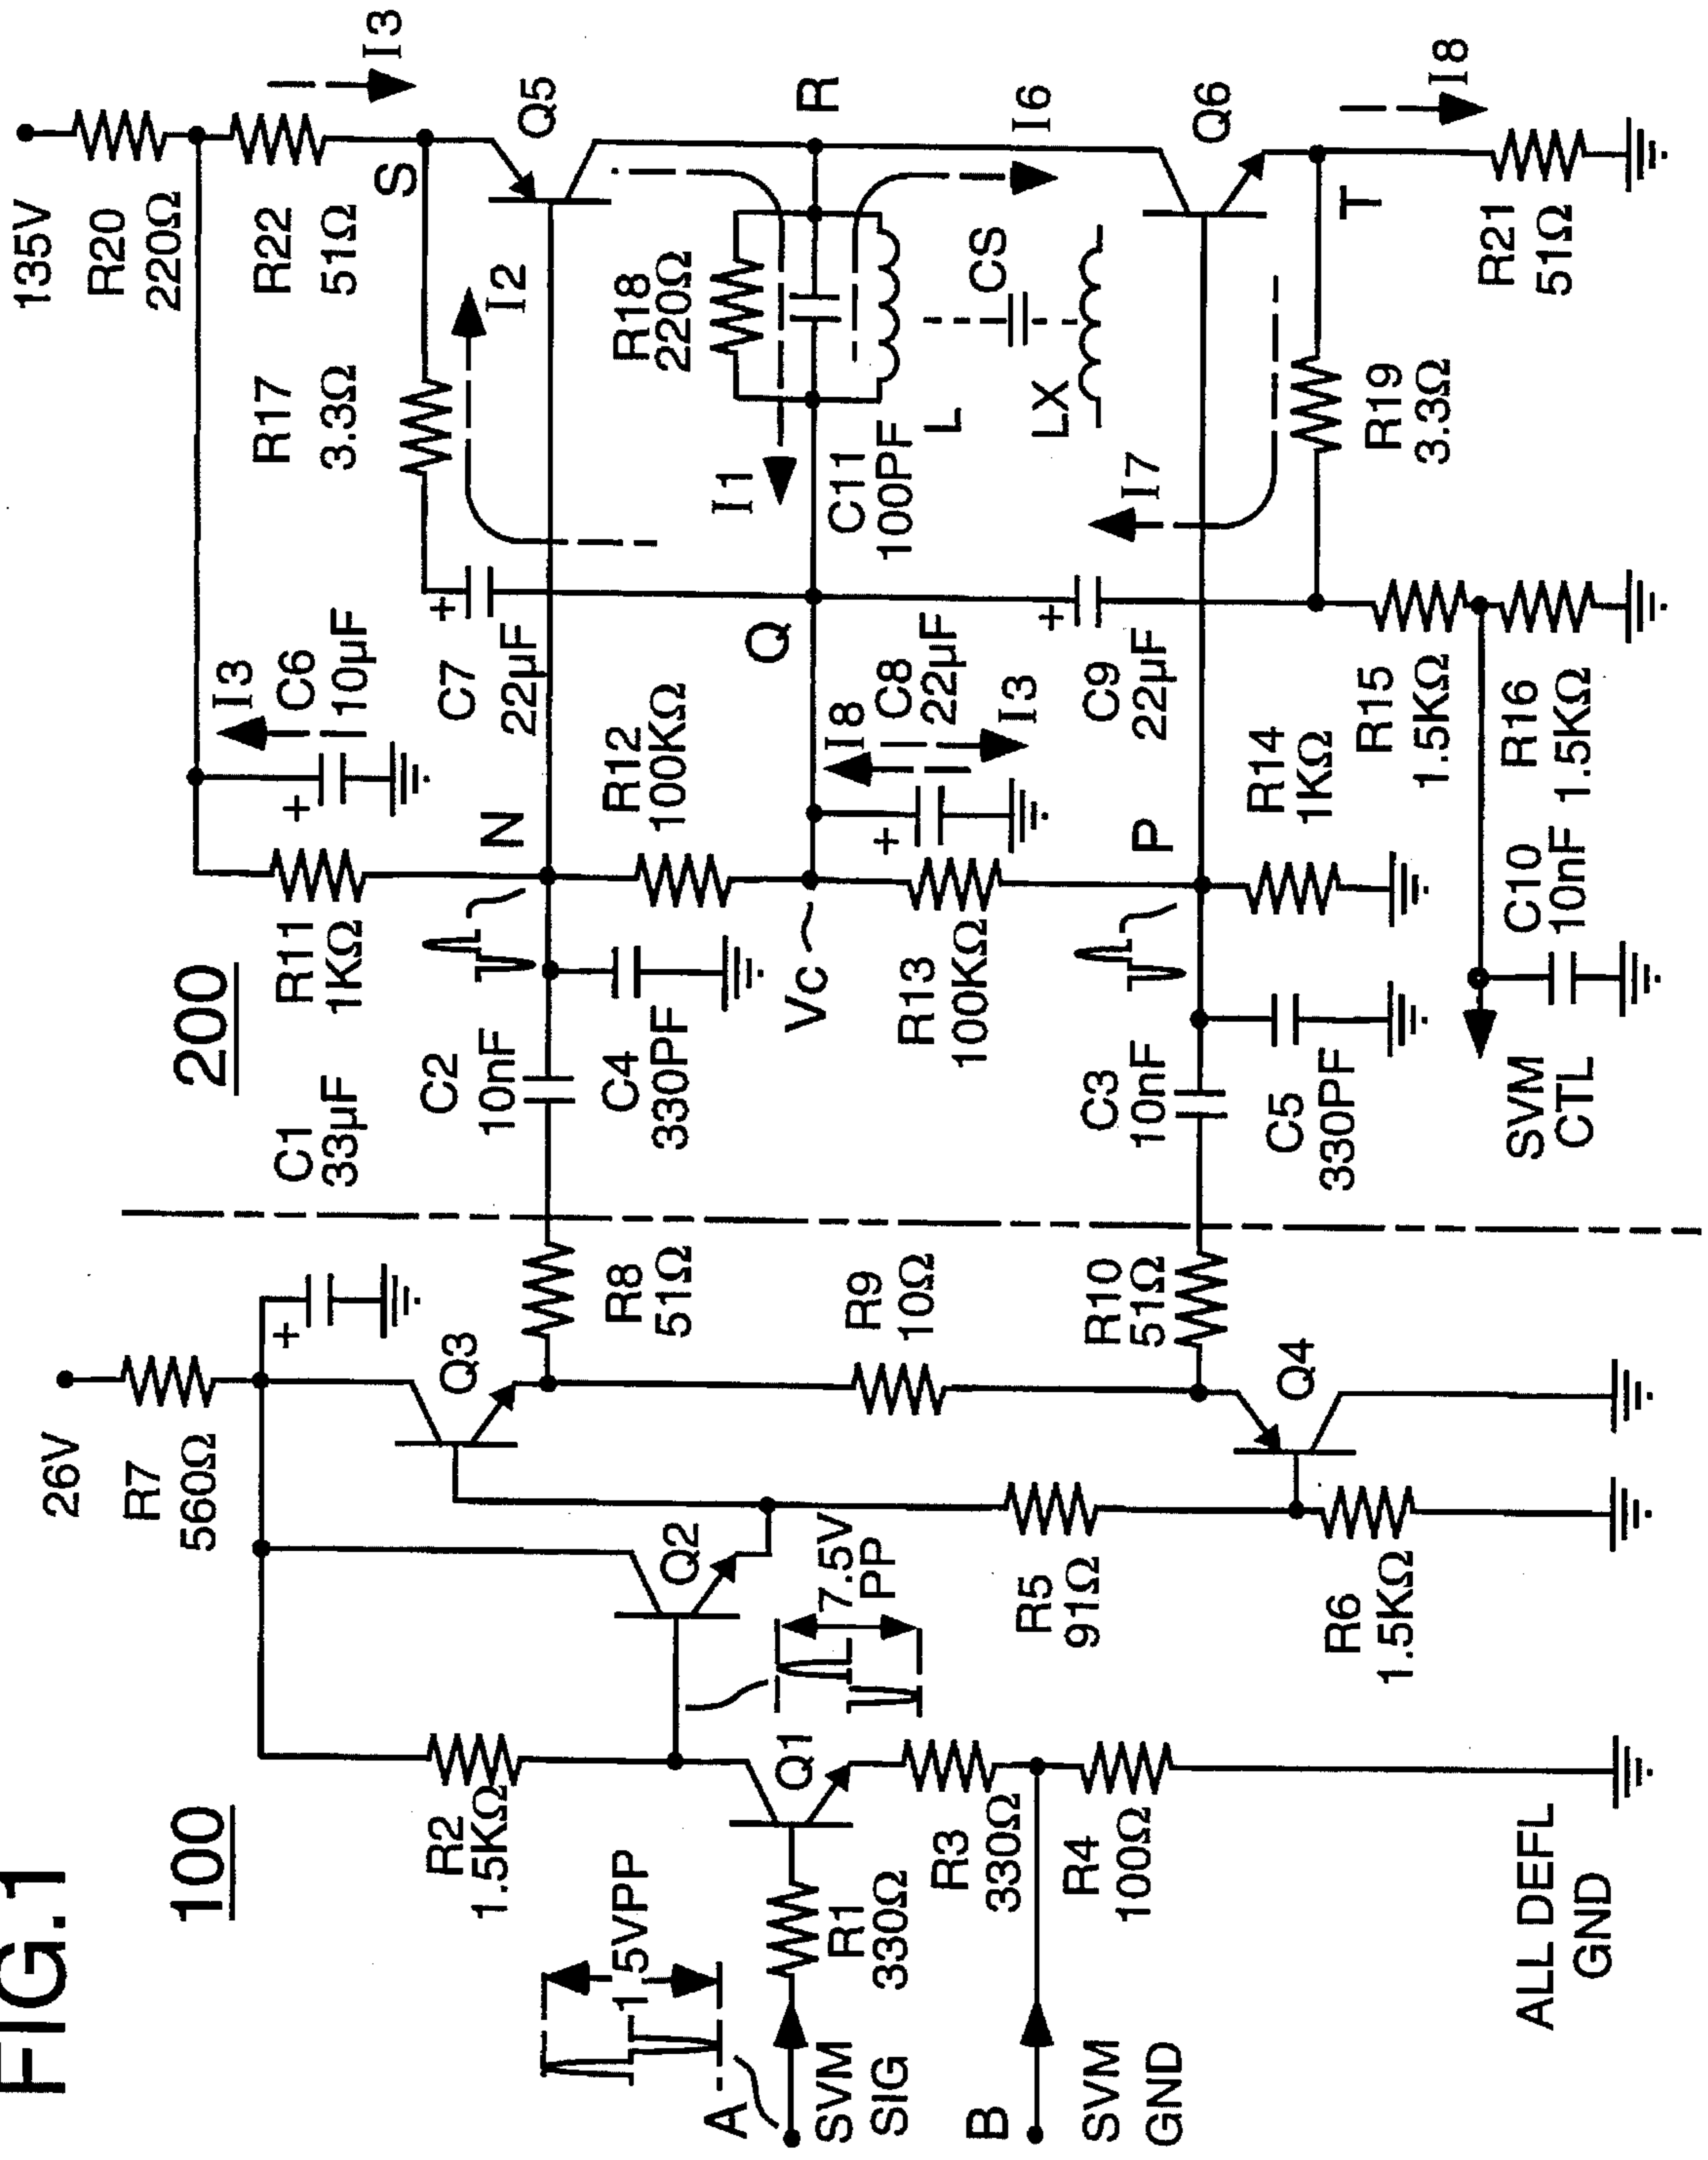 FIG.1
100
200
135V
R20
220Ω
R22
51Ω
I3
S
Q5
R17
3.3Ω
I2
I3
C6
10µF
+
C7
22µF
+
R11
1KΩ
N
R12
100KΩ
C1
33µF
C2
10nF
C4
330PF
26V
R7
560Ω
+
Q3
R8
51Ω
R9
10Ω
R10
51Ω
Q4
Q2
7.5V
PP
R5
91Ω
R6
1.5KΩ
R2
1.5KΩ
Q1
15VPP
A
SVM
SIG
R1
330Ω
R3
330Ω
R4
100Ω
B
SVM
GND
ALL DEFL
GND
R18
220Ω
R
I1
C11
100PF
L
CS
LX
I6
Q6
Q
I8
C8
22µF
I3
+
Vc
R13
100KΩ
P
C9
22µF
+
I7
R19
3.3Ω
T
I8
R21
51Ω
R14
1KΩ
R15
1.5KΩ
R16
1.5KΩ
C3
10nF
C5
330PF
C10
10nF
SVM
CTL